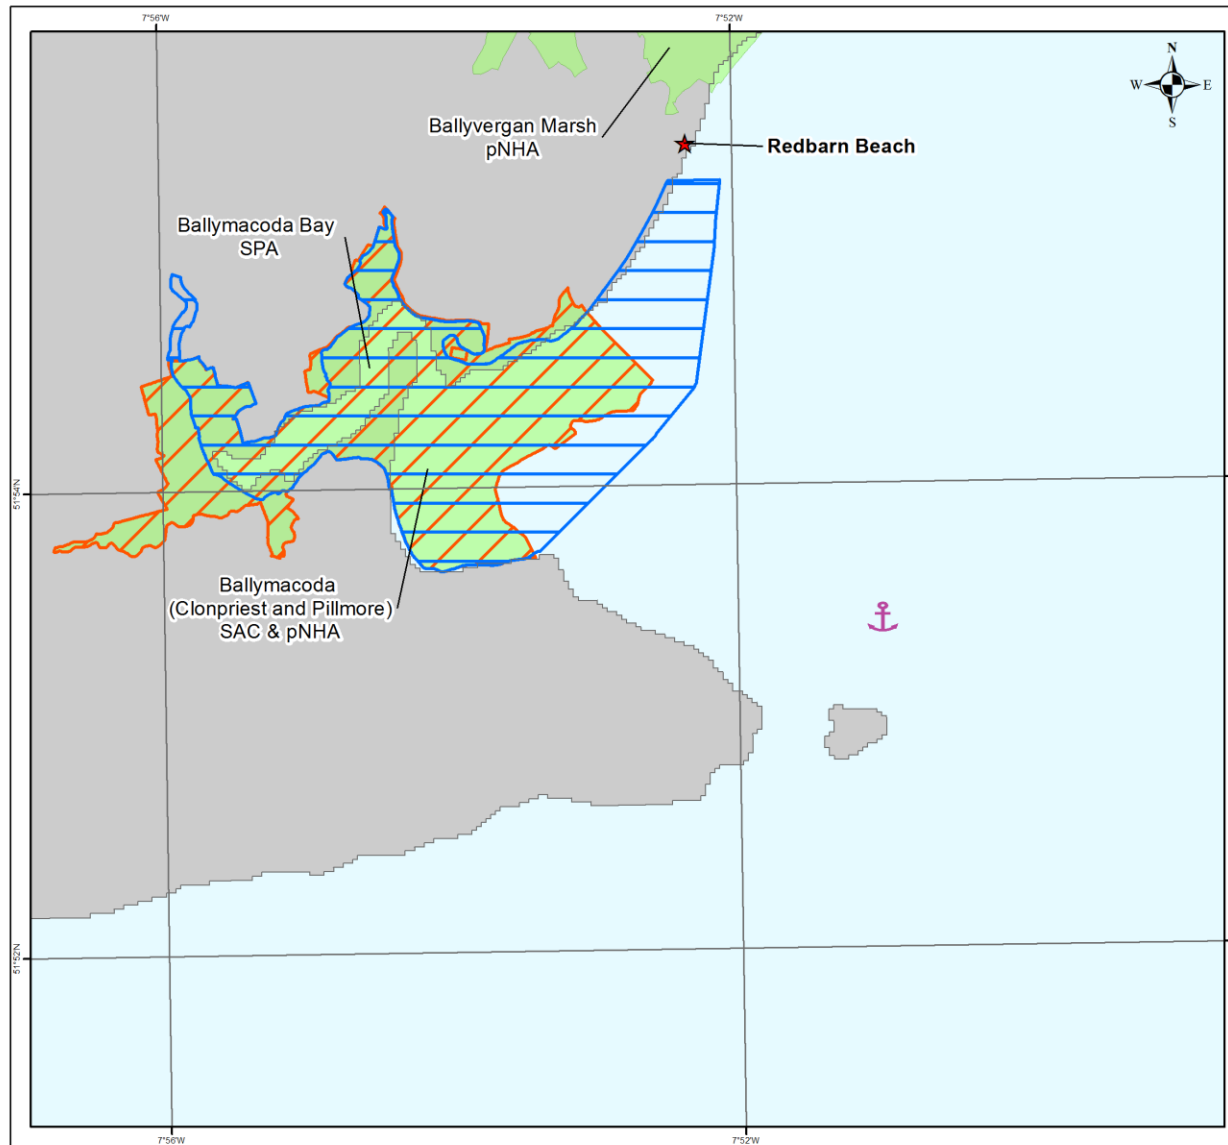 7°56'W
7°52'W
N
W
E
S
Ballyvergan Marsh
pNHA
Redbarn Beach
Ballymacoda Bay
SPA
51°54'N
Ballymacoda
(Clonpriest and Pillmore)
SAC & pNHA
51°52'N
7°56'W
7°52'W